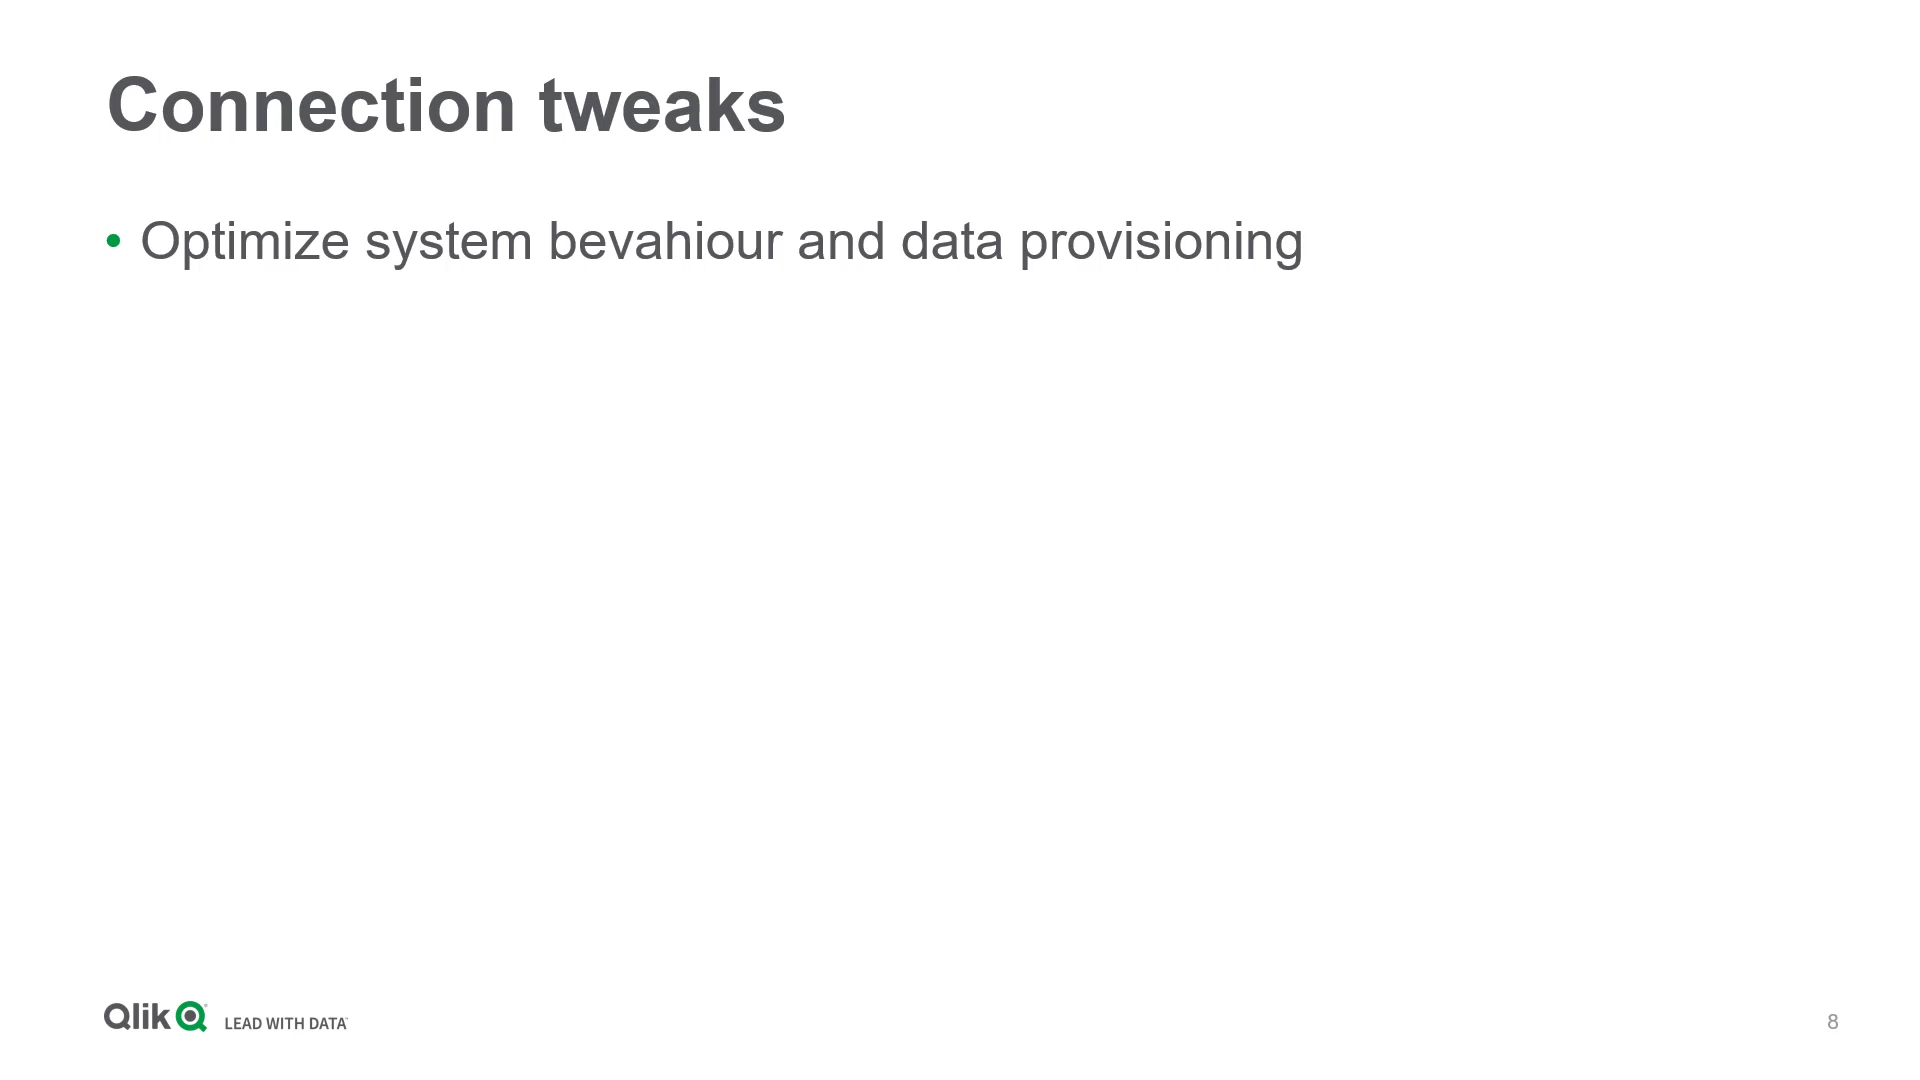 Connection tweaks
• Optimize system bevahiour and data provisioning
Qlik LEAD WITH DATA
8